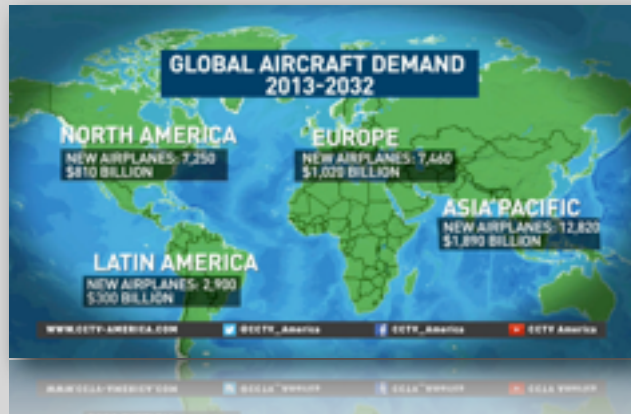 GLOBAL AIRCRAFT DEMAND
2013-2032
NORTH AMERICA
NEW AIRPLANES: 7,250
$810 BILLION
EUROPE
NEW AIRPLANES: 7,460
$1,020 BILLION
ASIA PACIFIC
NEW AIRPLANES: 12,820
$1,890 BILLION
LATIN AMERICA
NEW AIRPLANES: 2,900
$300 BILLION
WWW.CCTV-AMERICA.COM @CCTV_America CCTV_America CCTV America